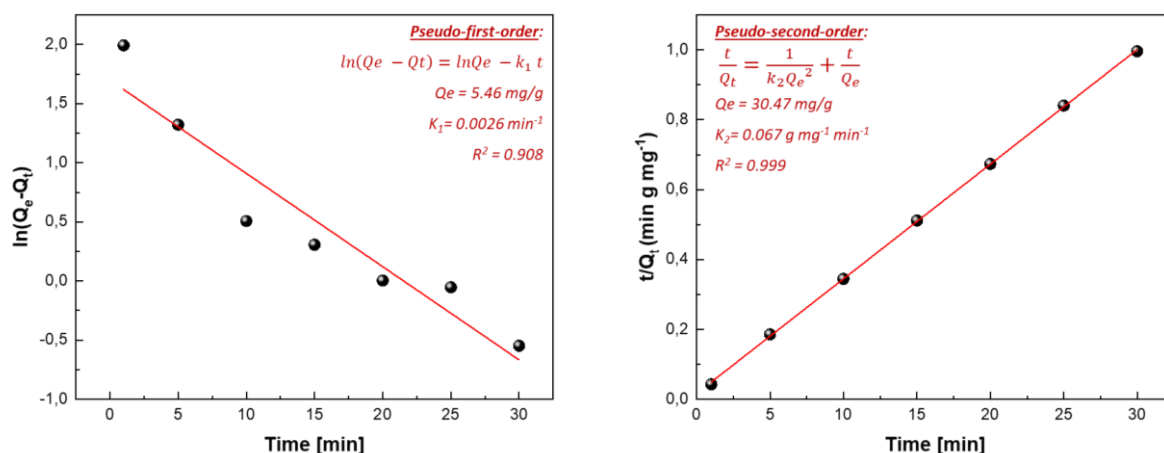 Pseudo-first-order:
ln(Qe − Qt) = lnQe − k₁ t
Qe = 5.46 mg/g
K₁= 0.0026 min⁻¹
R² = 0.908
2,0
1,5
1,0
0,5
0,0
-0,5
-1,0
ln(Qₑ-Qₜ)
0 5 10 15 20 25 30
Time [min]
Pseudo-second-order:
t/Qₜ = 1/k₂Qₑ² + t/Qₑ
Qe = 30.47 mg/g
K₂= 0.067 g mg⁻¹ min⁻¹
R² = 0.999
1,0
0,8
0,6
0,4
0,2
0,0
t/Qₜ (min g mg⁻¹)
0 5 10 15 20 25 30
Time [min]